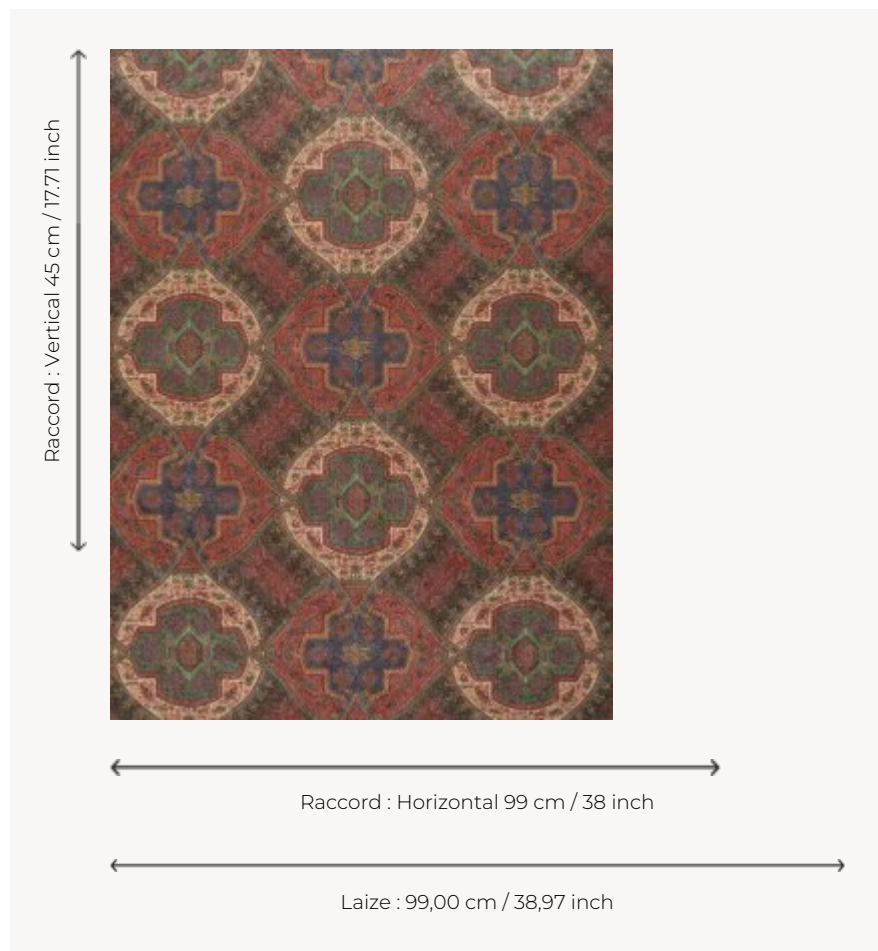 Raccord : Vertical 45 cm / 17.71 inch
Raccord : Horizontal 99 cm / 38 inch
Laize : 99,00 cm / 38,97 inch